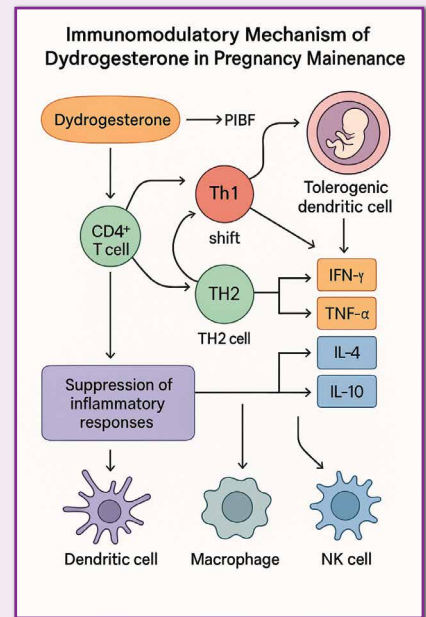 Immunomodulatory Mechanism of
Dydrogesterone in Pregnancy Mainenance
Dydrogesterone
PIBF
Th1
shift
Tolerogenic
dendritic cell
CD4+
T cell
TH2
TH2 cell
IFN-γ
TNF-α
IL-4
IL-10
Suppression of
inflammatory
responses
Dendritic cell
Macrophage
NK cell